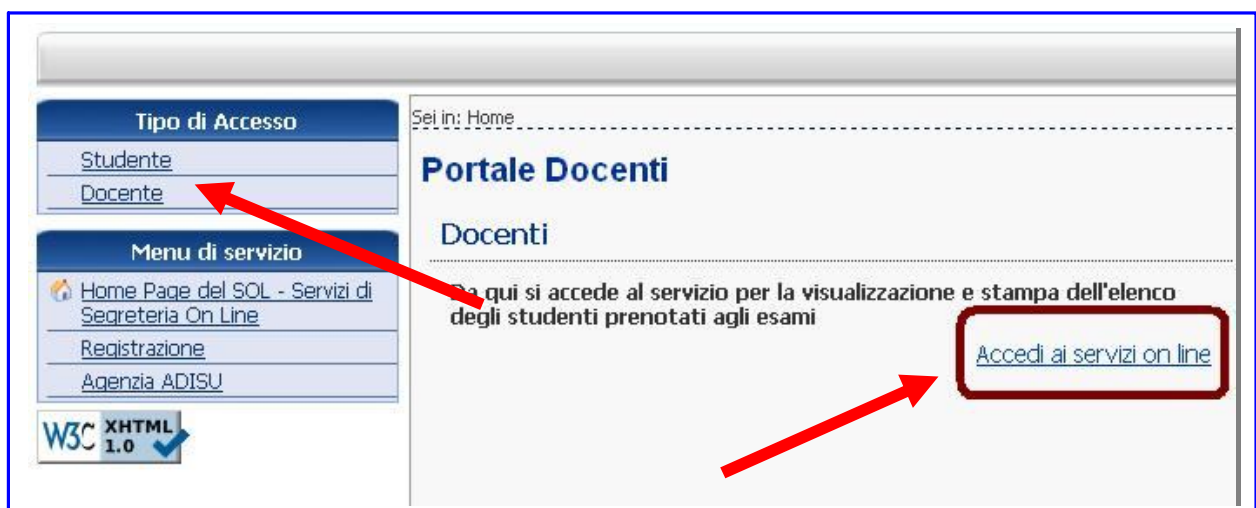 Tipo di Accesso
Studente
Docente
Menu di servizio
Home Page del SOL - Servizi di
Segreteria On Line
Registrazione
Agenzia ADISU
W3C XHTML
1.0
Sei in: Home
Portale Docenti
Docenti
Da qui si accede al servizio per la visualizzazione e stampa dell'elenco
degli studenti prenotati agli esami
Accedi ai servizi on line